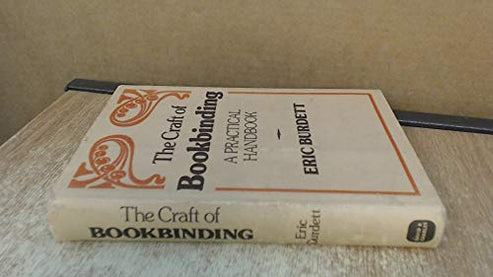 The Craft of
Bookbinding
A PRACTICAL
HANDBOOK
ERIC BURDETT
The Craft of
BOOKBINDING
Eric
Burdett